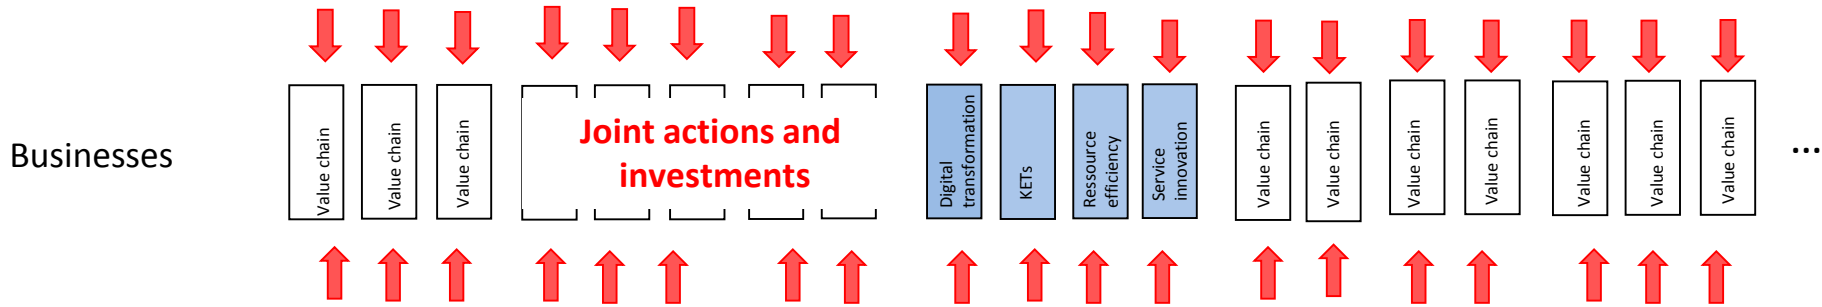 Businesses
Value chain
Value chain
Value chain
Joint actions and
investments
Digital
transformation
KETs
Ressource
efficiency
Service
innovation
Value chain
Value chain
Value chain
Value chain
Value chain
Value chain
Value chain
...